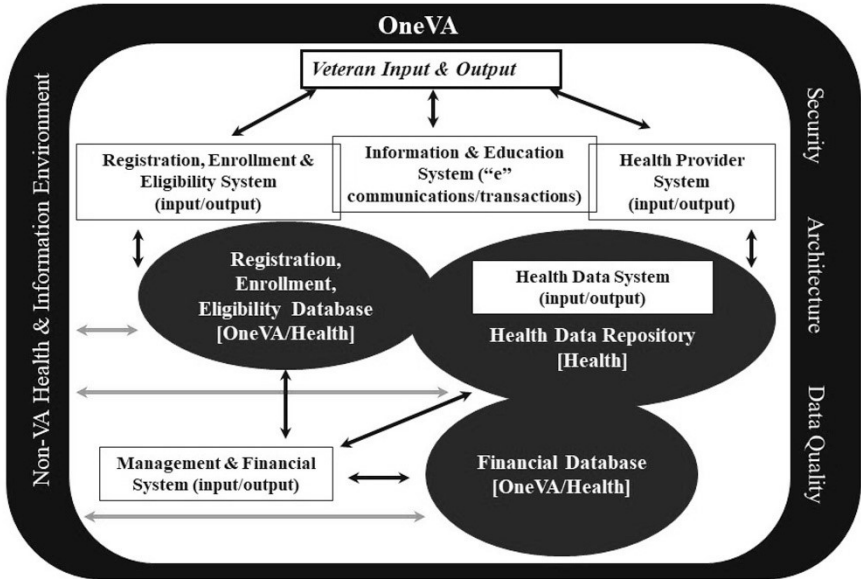 OneVA
Veteran Input & Output
Registration, Enrollment &
Eligibility System
(input/output)
Information & Education
System (“e”
communications/transactions)
Health Provider
System
(input/output)
Registration,
Enrollment,
Eligibility Database
[OneVA/Health]
Health Data System
(input/output)
Health Data Repository
[Health]
Management & Financial
System (input/output)
Financial Database
[OneVA/Health]
Non-VA Health & Information Environment
Security
Architecture
Data Quality